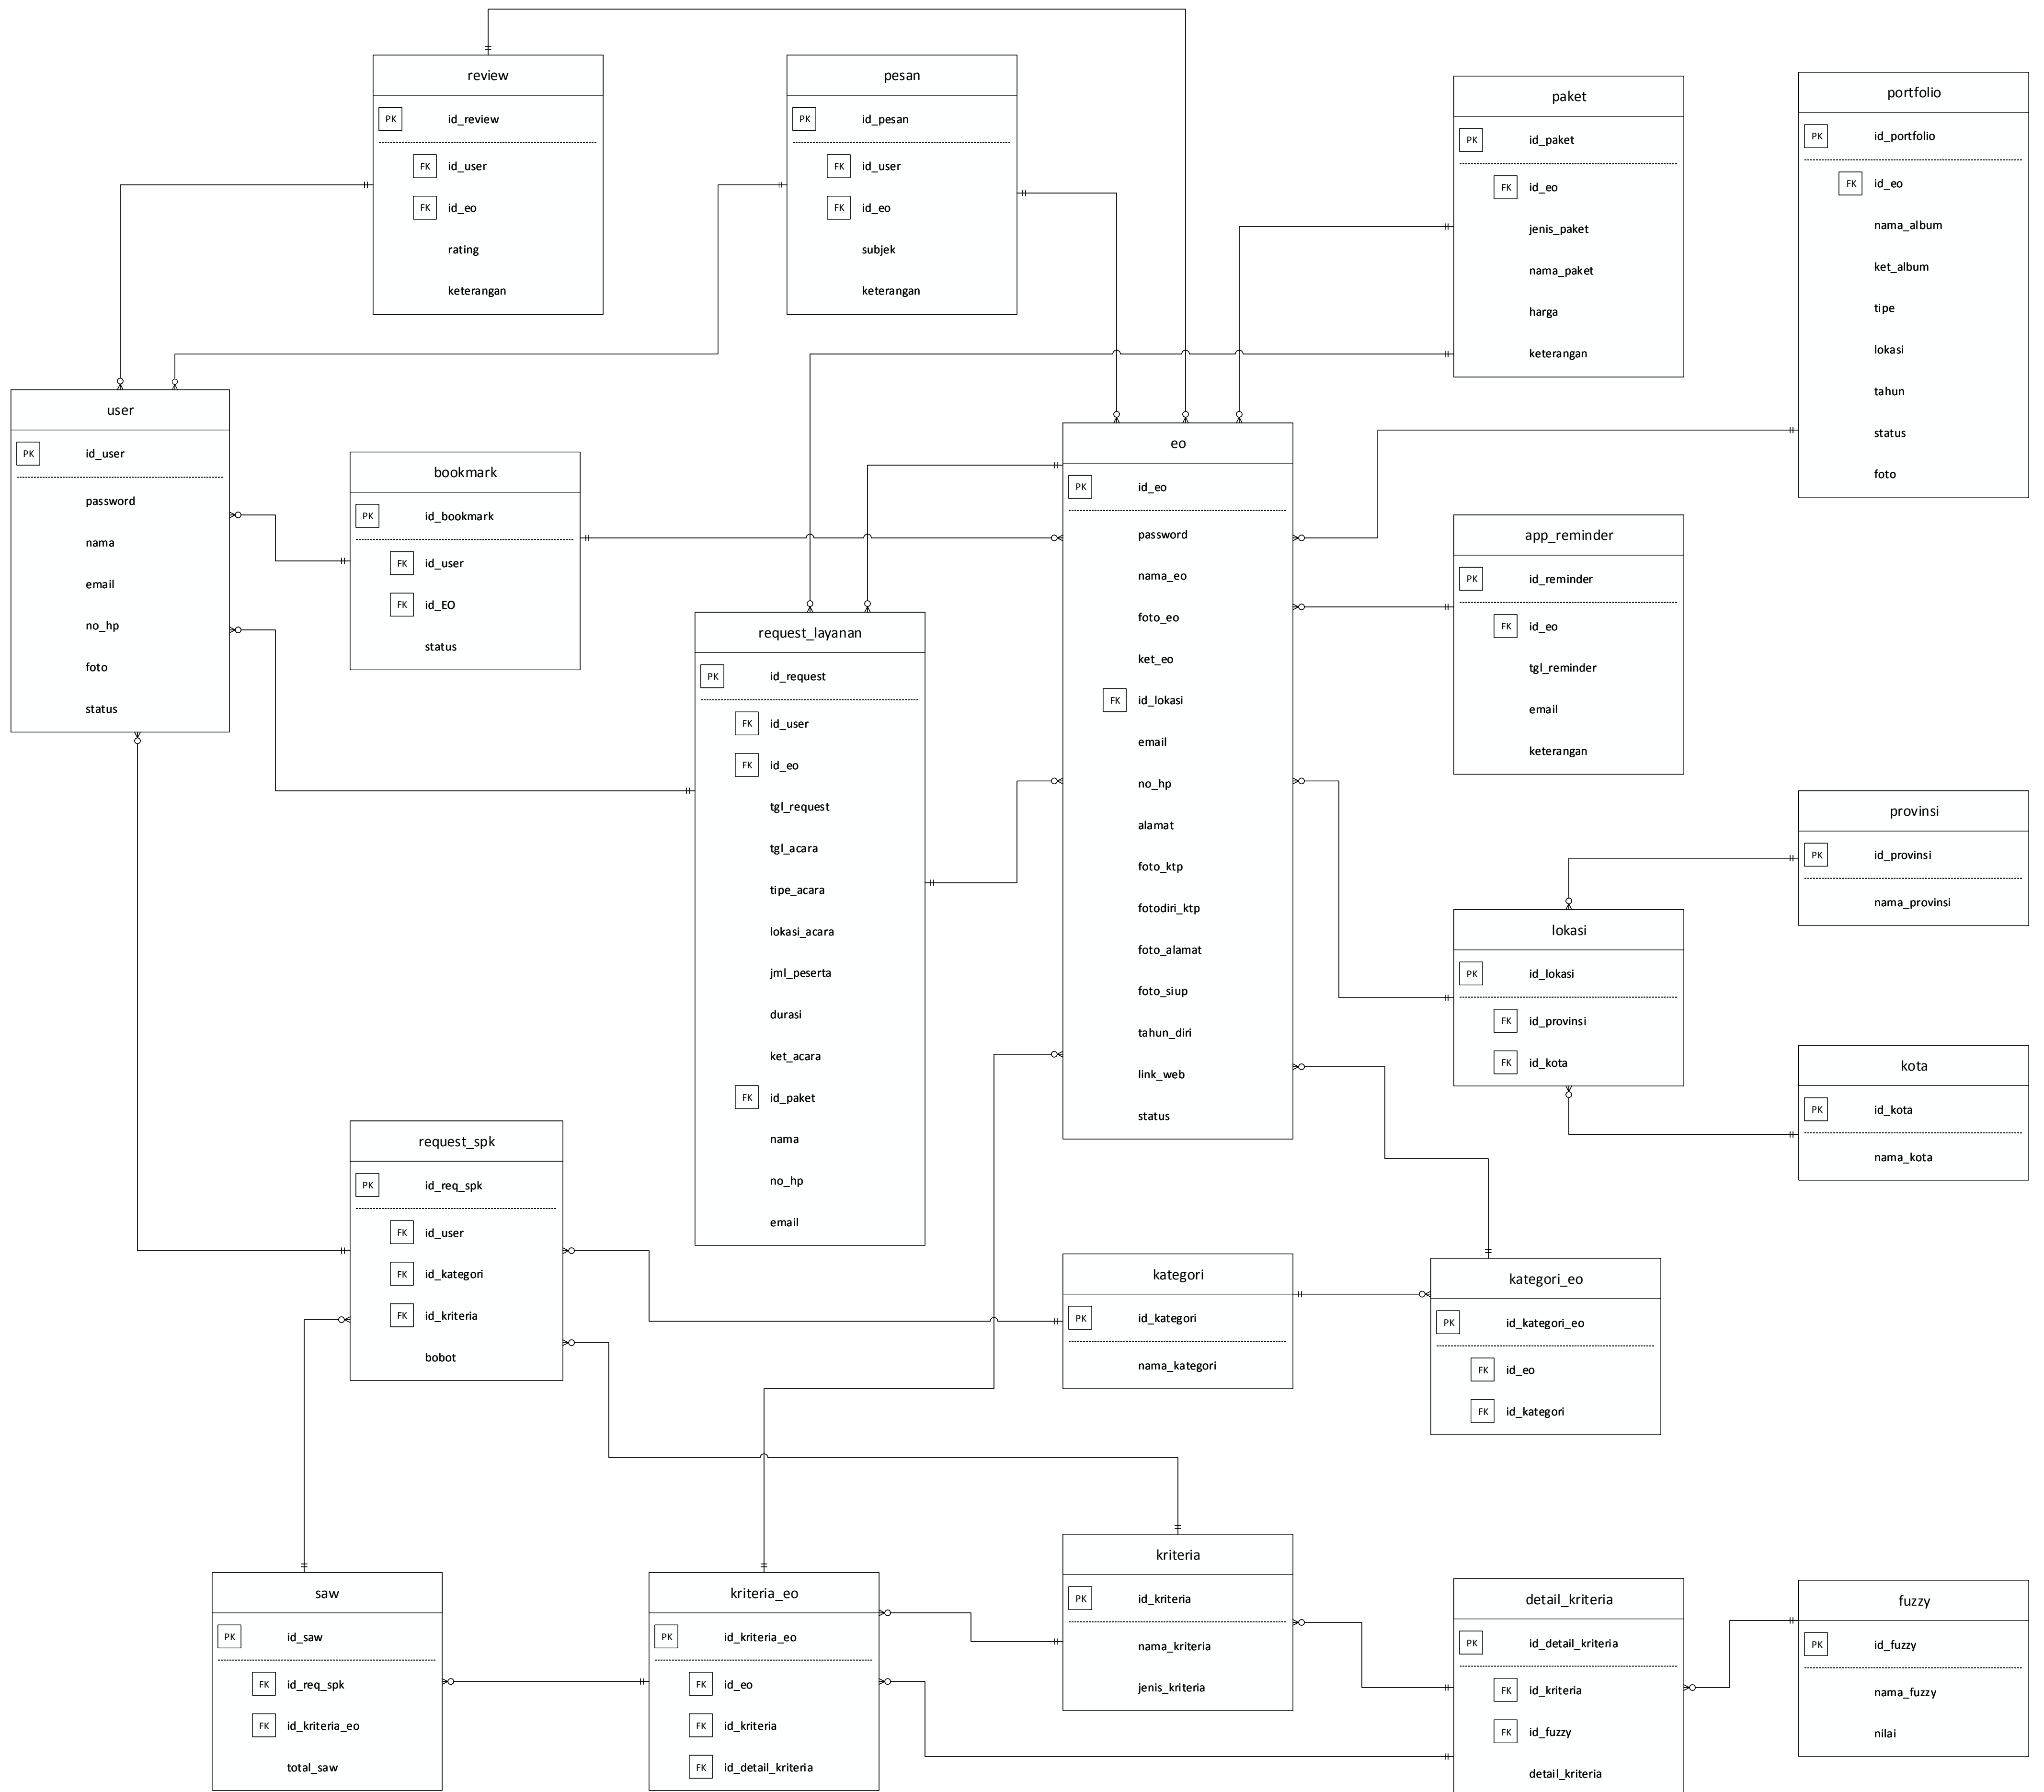 review
PK id_review
FK id_user
FK id_eo
rating
keterangan
pesan
PK id_pesan
FK id_user
FK id_eo
subjek
keterangan
paket
PK id_paket
FK id_eo
jenis_paket
nama_paket
harga
keterangan
portfolio
PK id_portfolio
FK id_eo
nama_album
ket_album
tipe
lokasi
tahun
status
foto
user
PK id_user
password
nama
email
no_hp
foto
status
bookmark
PK id_bookmark
FK id_user
FK id_EO
status
request_layanan
PK id_request
FK id_user
FK id_eo
tgl_request
tgl_acara
tipe_acara
lokasi_acara
jml_peserta
durasi
ket_acara
FK id_paket
nama
no_hp
email
eo
PK id_eo
password
nama_eo
foto_eo
ket_eo
FK id_lokasi
email
no_hp
alamat
foto_ktp
fotodiri_ktp
foto_alamat
foto_siup
tahun_diri
link_web
status
app_reminder
PK id_reminder
FK id_eo
tgl_reminder
email
keterangan
provinsi
PK id_provinsi
nama_provinsi
lokasi
PK id_lokasi
FK id_provinsi
FK id_kota
kota
PK id_kota
nama_kota
request_spk
PK id_req_spk
FK id_user
FK id_kategori
FK id_kriteria
bobot
kategori
PK id_kategori
nama_kategori
kategori_eo
PK id_kategori_eo
FK id_eo
FK id_kategori
saw
PK id_saw
FK id_req_spk
FK id_kriteria_eo
total_saw
kriteria_eo
PK id_kriteria_eo
FK id_eo
FK id_kriteria
FK id_detail_kriteria
kriteria
PK id_kriteria
nama_kriteria
jenis_kriteria
detail_kriteria
PK id_detail_kriteria
FK id_kriteria
FK id_fuzzy
detail_kriteria
fuzzy
PK id_fuzzy
nama_fuzzy
nilai